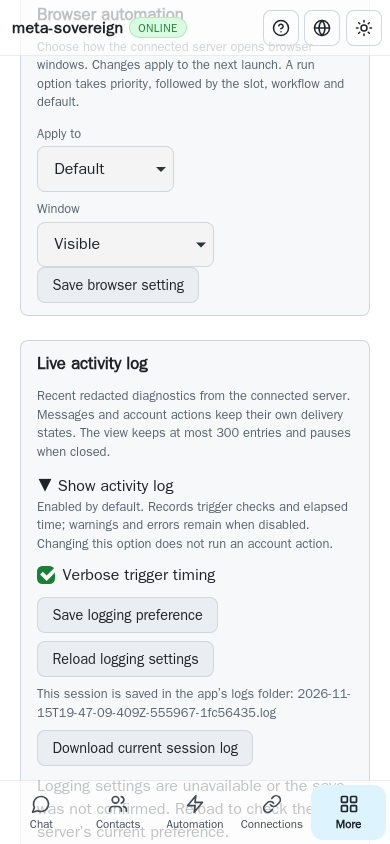 Browser automation
meta-sovereign
ONLINE
Choose how the connected server opens browser
windows. Changes apply to the next launch. A run
option takes priority, followed by the slot, workflow and
default.
Apply to
Default
Window
Visible
Save browser setting
Live activity log
Recent redacted diagnostics from the connected server.
Messages and account actions keep their own delivery
states. The view keeps at most 300 entries and pauses
when closed.
▼ Show activity log
Enabled by default. Records trigger checks and elapsed
time; warnings and errors remain when disabled.
Changing this option does not run an account action.
Verbose trigger timing
Save logging preference
Reload logging settings
This session is saved in the app's logs folder: 2026-11-
15T19-47-09-409Z-555967-1fc56435.log
Download current session log
Logging settings are unavailable or the save
was not confirmed. Reload to check the
server's current preference.
Chat
Contacts
Automation
Connections
More